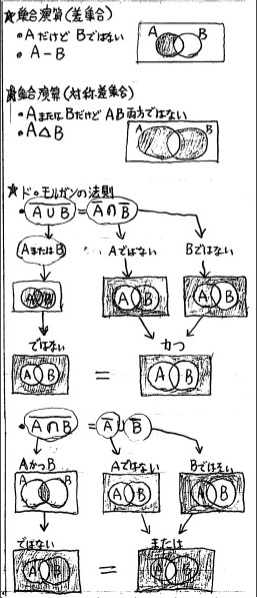 ★集合演算(差集合)
•AだけどBではない
•A－B
A B
★集合演算(対称差集合)
•AまたはBだけどAB両方ではない
•A△B
A B
★ド・モルガンの法則
•A̅ ̅∪̅ ̅B̅ = A̅∩B̅
AまたはB Aではない Bではない
A B A B A B
ではない かつ
A B = A B
•A̅ ̅∩̅ ̅B̅ = A̅∪B̅
AかつB Aではない Bではない
A B A B A B
ではない または
A B = A B